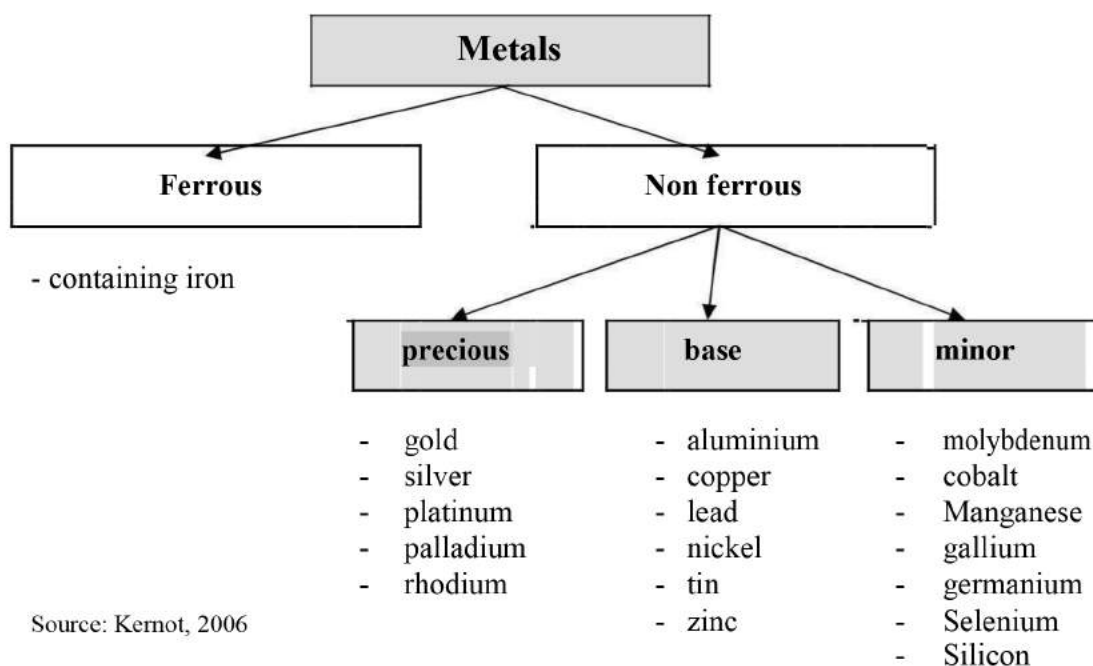 Metals
Ferrous
Non ferrous
- containing iron
precious
base
minor
- gold
- silver
- platinum
- palladium
- rhodium
- aluminium
- copper
- lead
- nickel
- tin
- zinc
- molybdenum
- cobalt
- Manganese
- gallium
- germanium
- Selenium
- Silicon
Source: Kernot, 2006